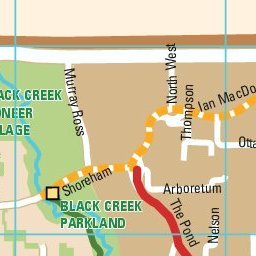 North West
Murray Ross
BLACK CREEK
PIONEER
VILLAGE
Ian MacDo
Thompson
Otta
Shoreham
Arboretum
BLACK CREEK
PARKLAND
The Pond
Nelson